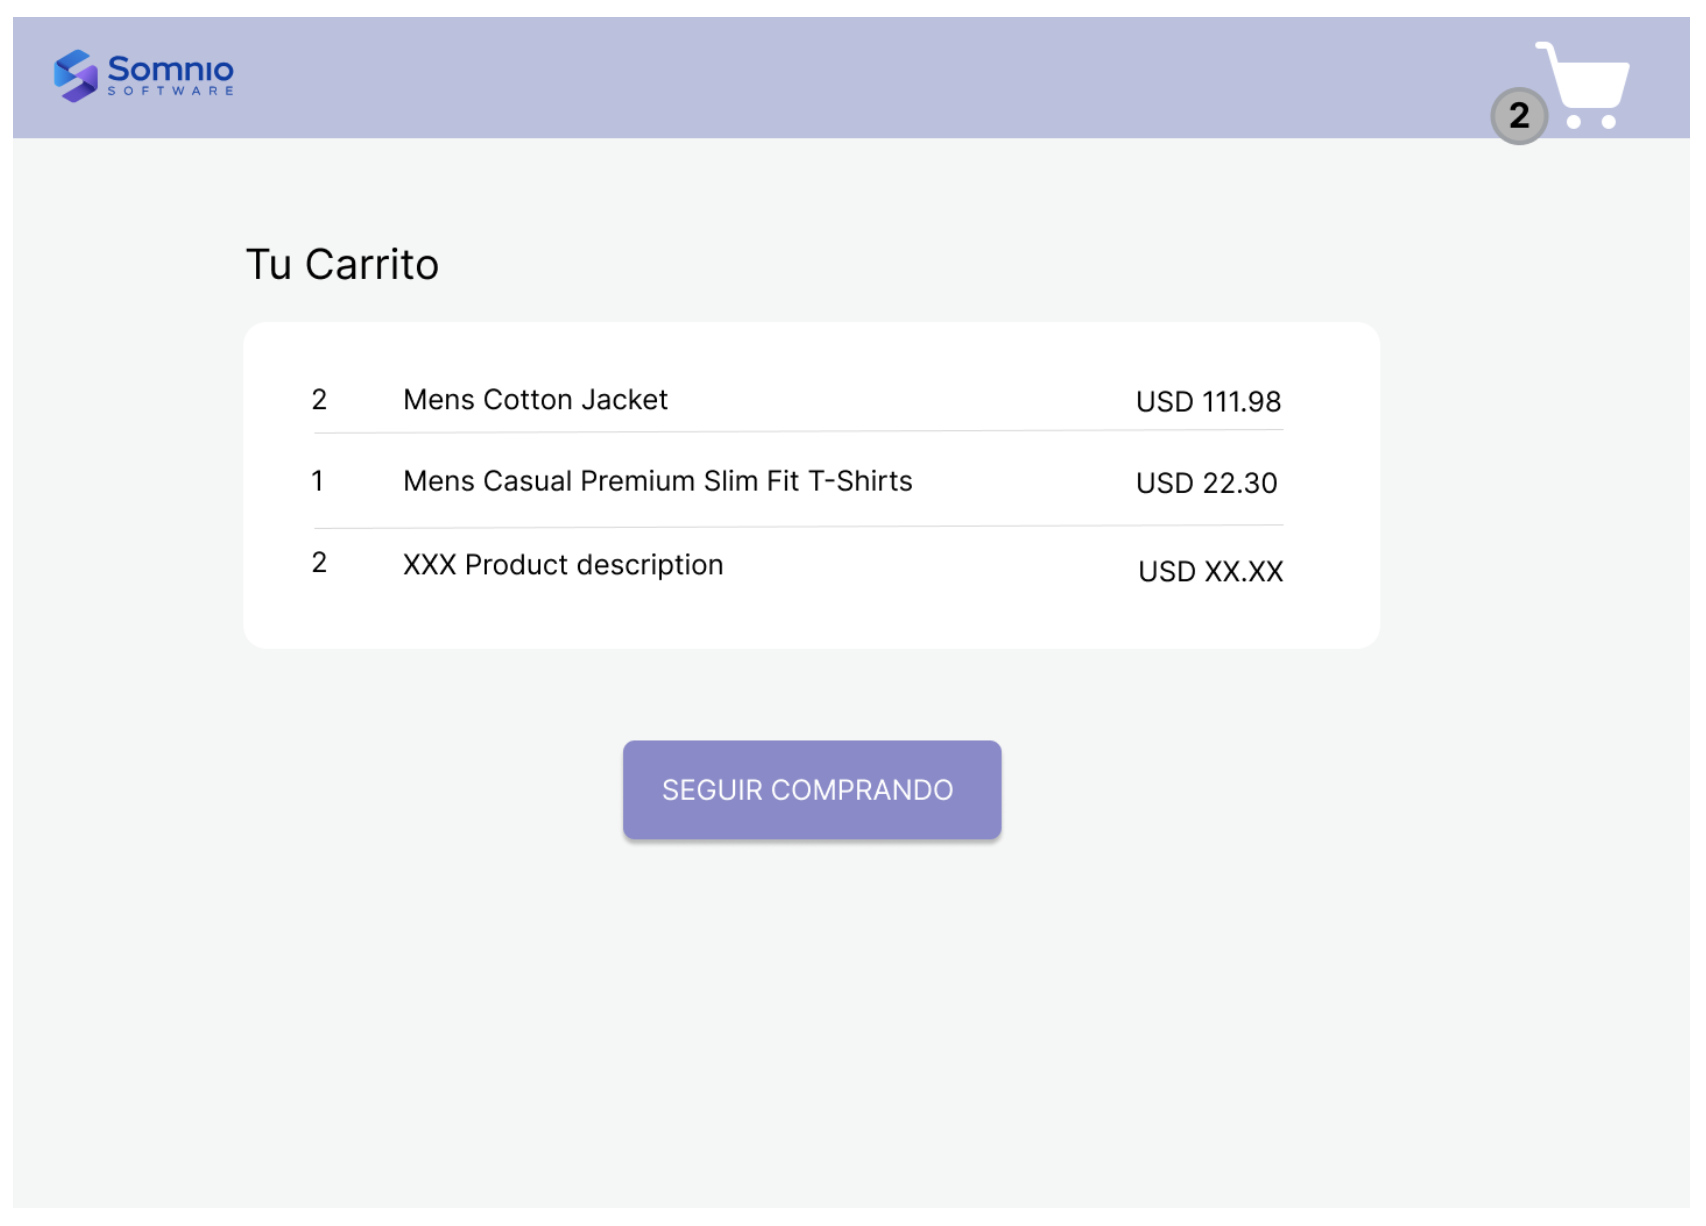 Somnio
SOFTWARE
2
Tu Carrito
2 Mens Cotton Jacket USD 111.98
1 Mens Casual Premium Slim Fit T-Shirts USD 22.30
2 XXX Product description USD XX.XX
SEGUIR COMPRANDO